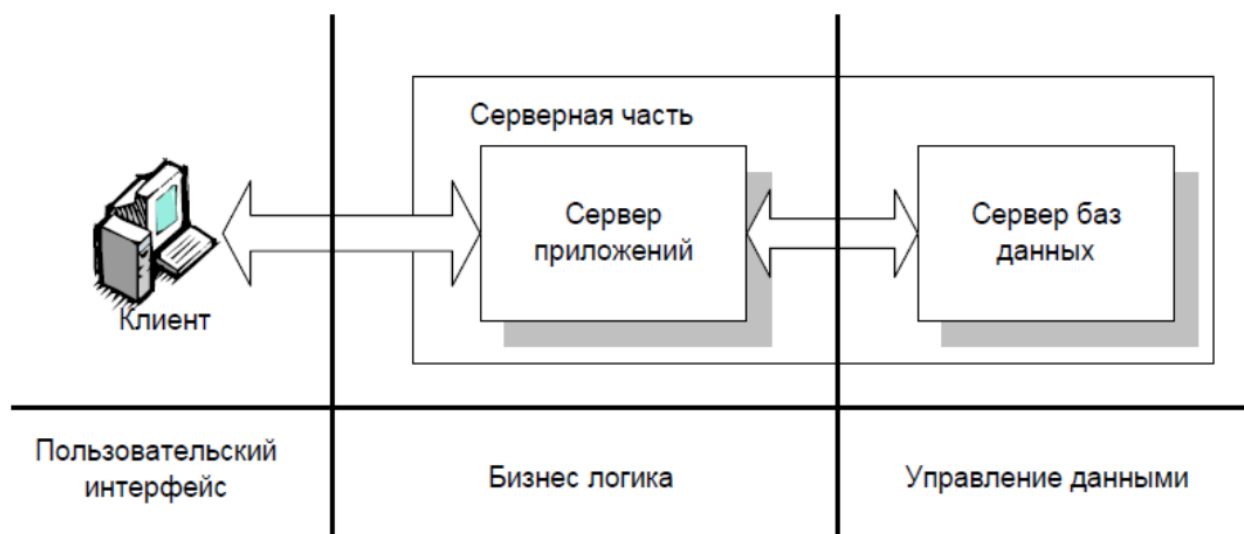 Серверная часть
Сервер
приложений
Сервер баз
данных
Клиент
Пользовательский
интерфейс
Бизнес логика
Управление данными